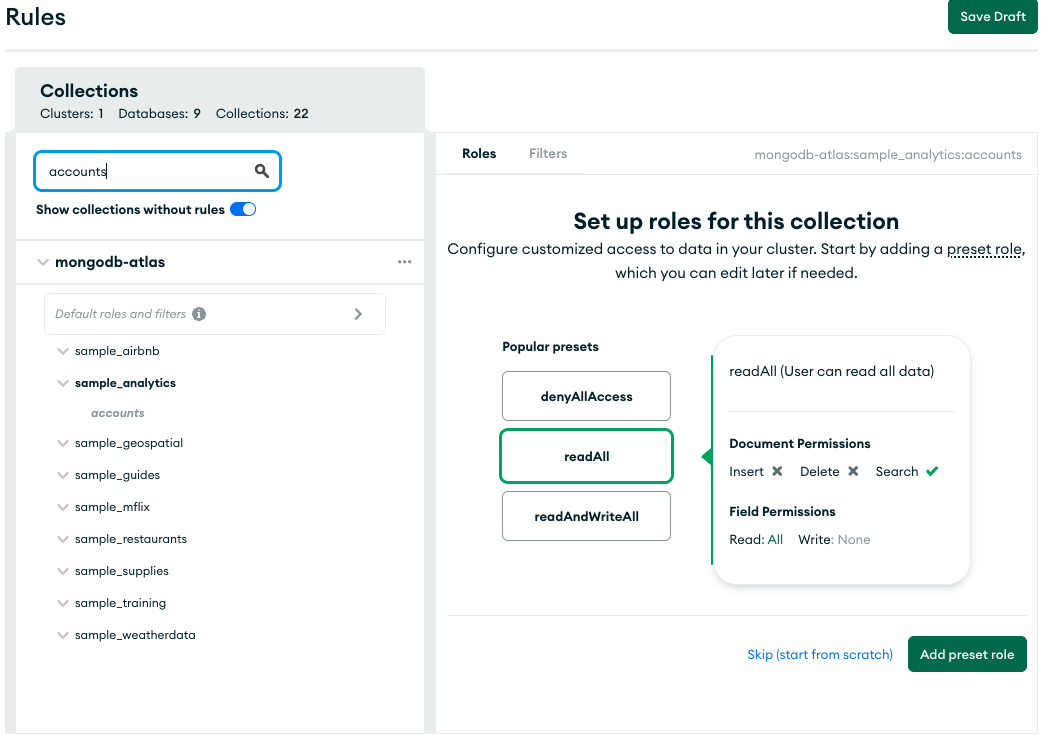 Rules
Save Draft
Collections
Clusters: 1 Databases: 9 Collections: 22
accounts
Show collections without rules
mongodb-atlas
Default roles and filters
sample_airbnb
sample_analytics
accounts
sample_geospatial
sample_guides
sample_mflix
sample_restaurants
sample_supplies
sample_training
sample_weatherdata
Roles Filters mongodb-atlas:sample_analytics:accounts
Set up roles for this collection
Configure customized access to data in your cluster. Start by adding a preset role,
which you can edit later if needed.
Popular presets
denyAllAccess
readAll
readAndWriteAll
readAll (User can read all data)
Document Permissions
Insert Delete Search
Field Permissions
Read: All Write: None
Skip (start from scratch) Add preset role